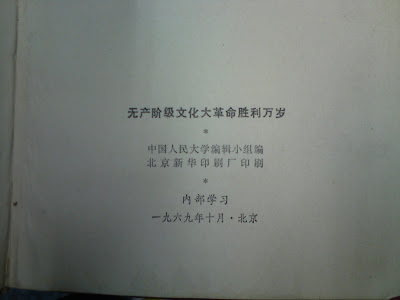 无产阶级文化大革命胜利万岁
*
中国人民大学编辑小组编
北京新华印刷厂印刷
*
内部学习
一九六九年十月·北京